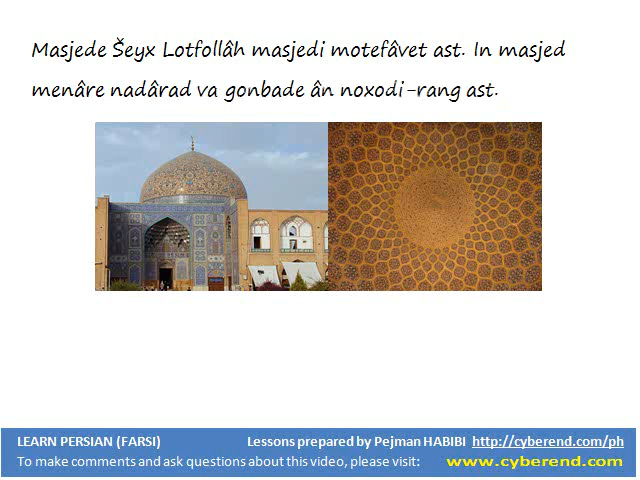 Masjede Šeyx Lotfollâh masjedi motefâvet ast. In masjed
menâre nadârad va gonbade ân noxodi-rang ast.
LEARN PERSIAN (FARSI) Lessons prepared by Pejman HABIBI http://cyberend.com/ph
To make comments and ask questions about this video, please visit: www.cyberend.com